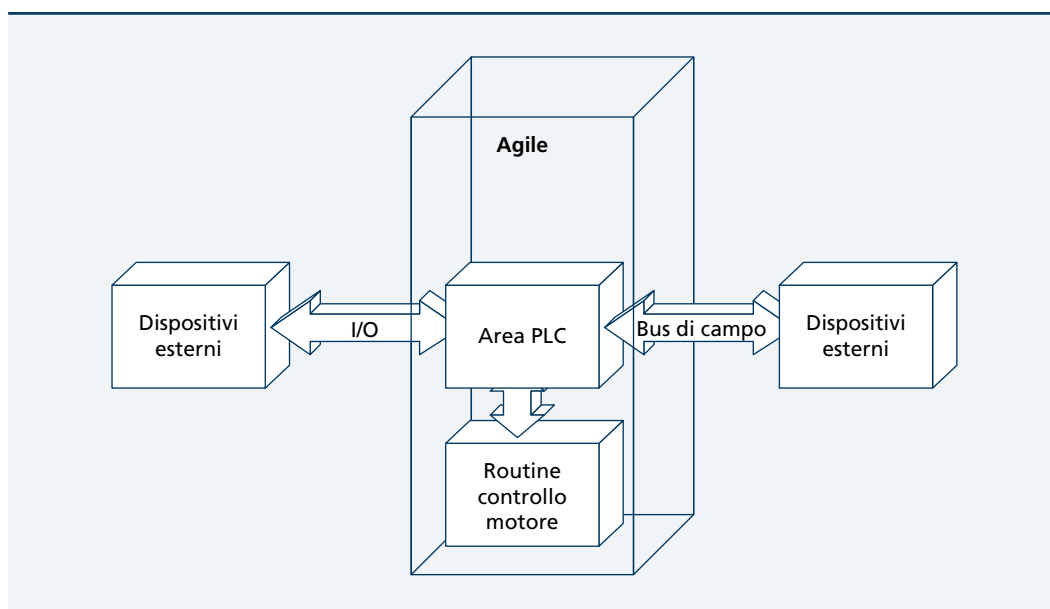 Agile
Dispositivi
esterni
I/O
Area PLC
Bus di campo
Dispositivi
esterni
Routine
controllo
motore